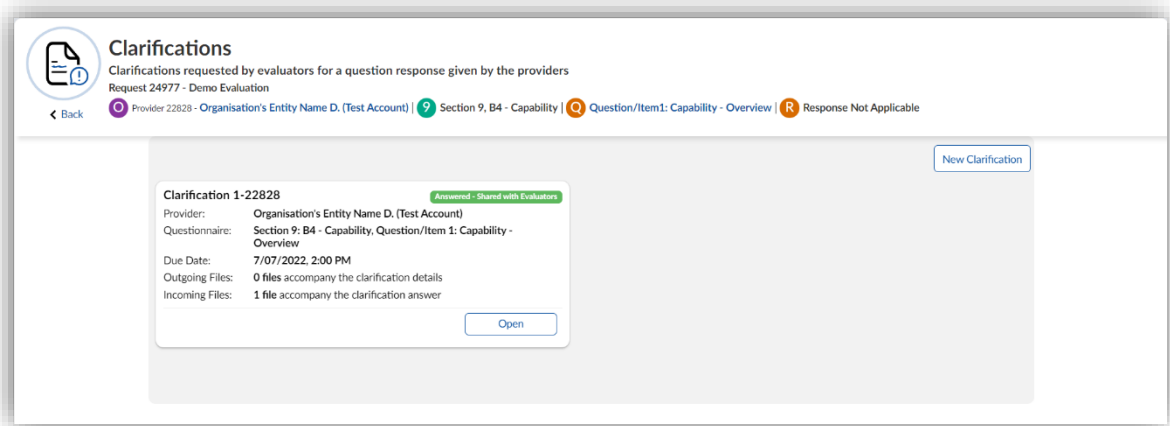 Clarifications
Clarifications requested by evaluators for a question response given by the providers
Request 24977 - Demo Evaluation
O Provider 22828 - Organisation's Entity Name D. (Test Account) | 9 Section 9, B4 - Capability | Q Question/Item1: Capability - Overview | R Response Not Applicable
Back
New Clarification
Clarification 1-22828 Answered - Shared with Evaluators
Provider: Organisation's Entity Name D. (Test Account)
Questionnaire: Section 9: B4 - Capability, Question/Item 1: Capability -
Overview
Due Date: 7/07/2022, 2:00 PM
Outgoing Files: 0 files accompany the clarification details
Incoming Files: 1 file accompany the clarification answer
Open